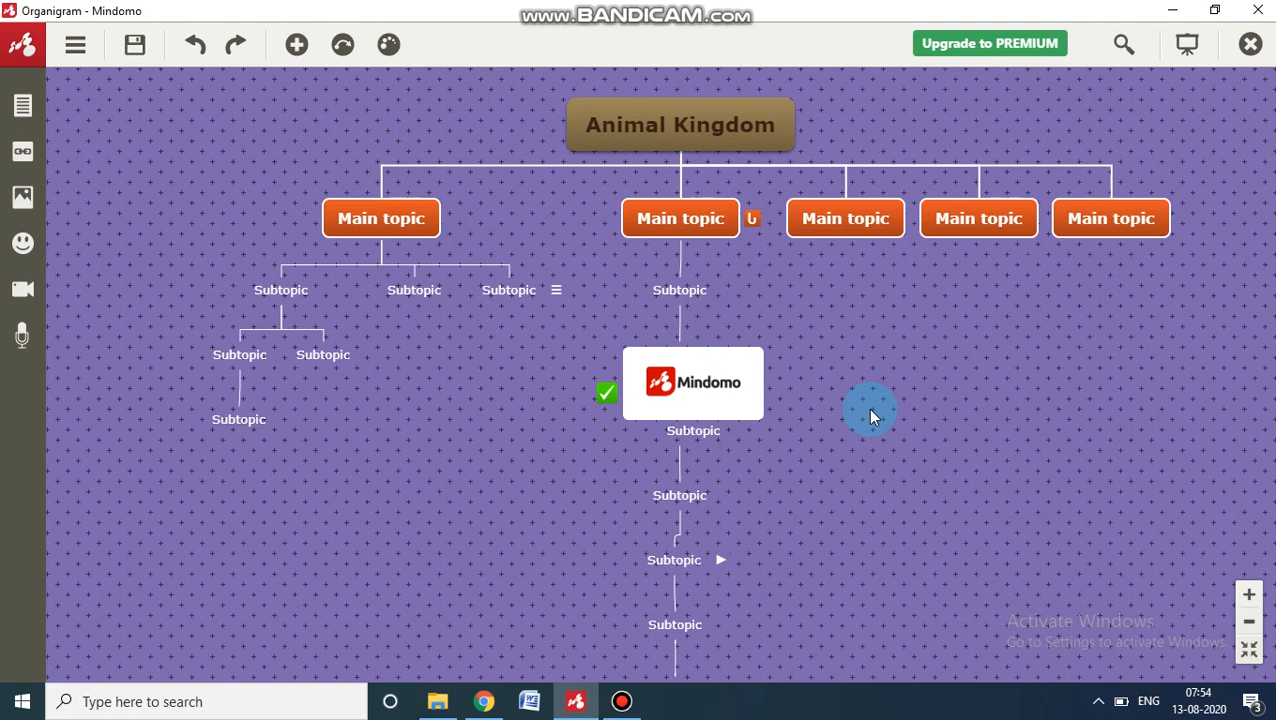 Organigram - Mindomo
www.BANDICAM.com
Upgrade to PREMIUM
Animal Kingdom
Main topic
Main topic
Main topic
Main topic
Main topic
Subtopic
Subtopic
Subtopic
Subtopic
Subtopic
Subtopic
Mindomo
Subtopic
Subtopic
Subtopic
Subtopic
Subtopic
Activate Windows
Go to Settings to activate Windows.
Type here to search
ENG
07:54
13-08-2020
3